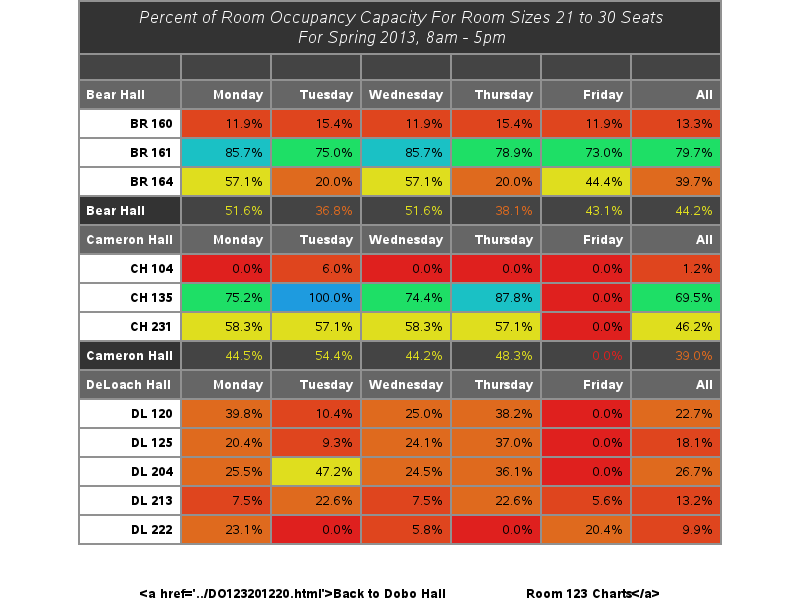 Percent of Room Occupancy Capacity For Room Sizes 21 to 30 Seats
For Spring 2013, 8am - 5pm
Bear Hall Monday Tuesday Wednesday Thursday Friday All
BR 160 11.9% 15.4% 11.9% 15.4% 11.9% 13.3%
BR 161 85.7% 75.0% 85.7% 78.9% 73.0% 79.7%
BR 164 57.1% 20.0% 57.1% 20.0% 44.4% 39.7%
Bear Hall 51.6% 36.8% 51.6% 38.1% 43.1% 44.2%
Cameron Hall Monday Tuesday Wednesday Thursday Friday All
CH 104 0.0% 6.0% 0.0% 0.0% 0.0% 1.2%
CH 135 75.2% 100.0% 74.4% 87.8% 0.0% 69.5%
CH 231 58.3% 57.1% 58.3% 57.1% 0.0% 46.2%
Cameron Hall 44.5% 54.4% 44.2% 48.3% 0.0% 39.0%
DeLoach Hall Monday Tuesday Wednesday Thursday Friday All
DL 120 39.8% 10.4% 25.0% 38.2% 0.0% 22.7%
DL 125 20.4% 9.3% 24.1% 37.0% 0.0% 18.1%
DL 204 25.5% 47.2% 24.5% 36.1% 0.0% 26.7%
DL 213 7.5% 22.6% 7.5% 22.6% 5.6% 13.2%
DL 222 23.1% 0.0% 5.8% 0.0% 20.4% 9.9%
<a href='../DO123201220.html'>Back to Dobo Hall Room 123 Charts</a>